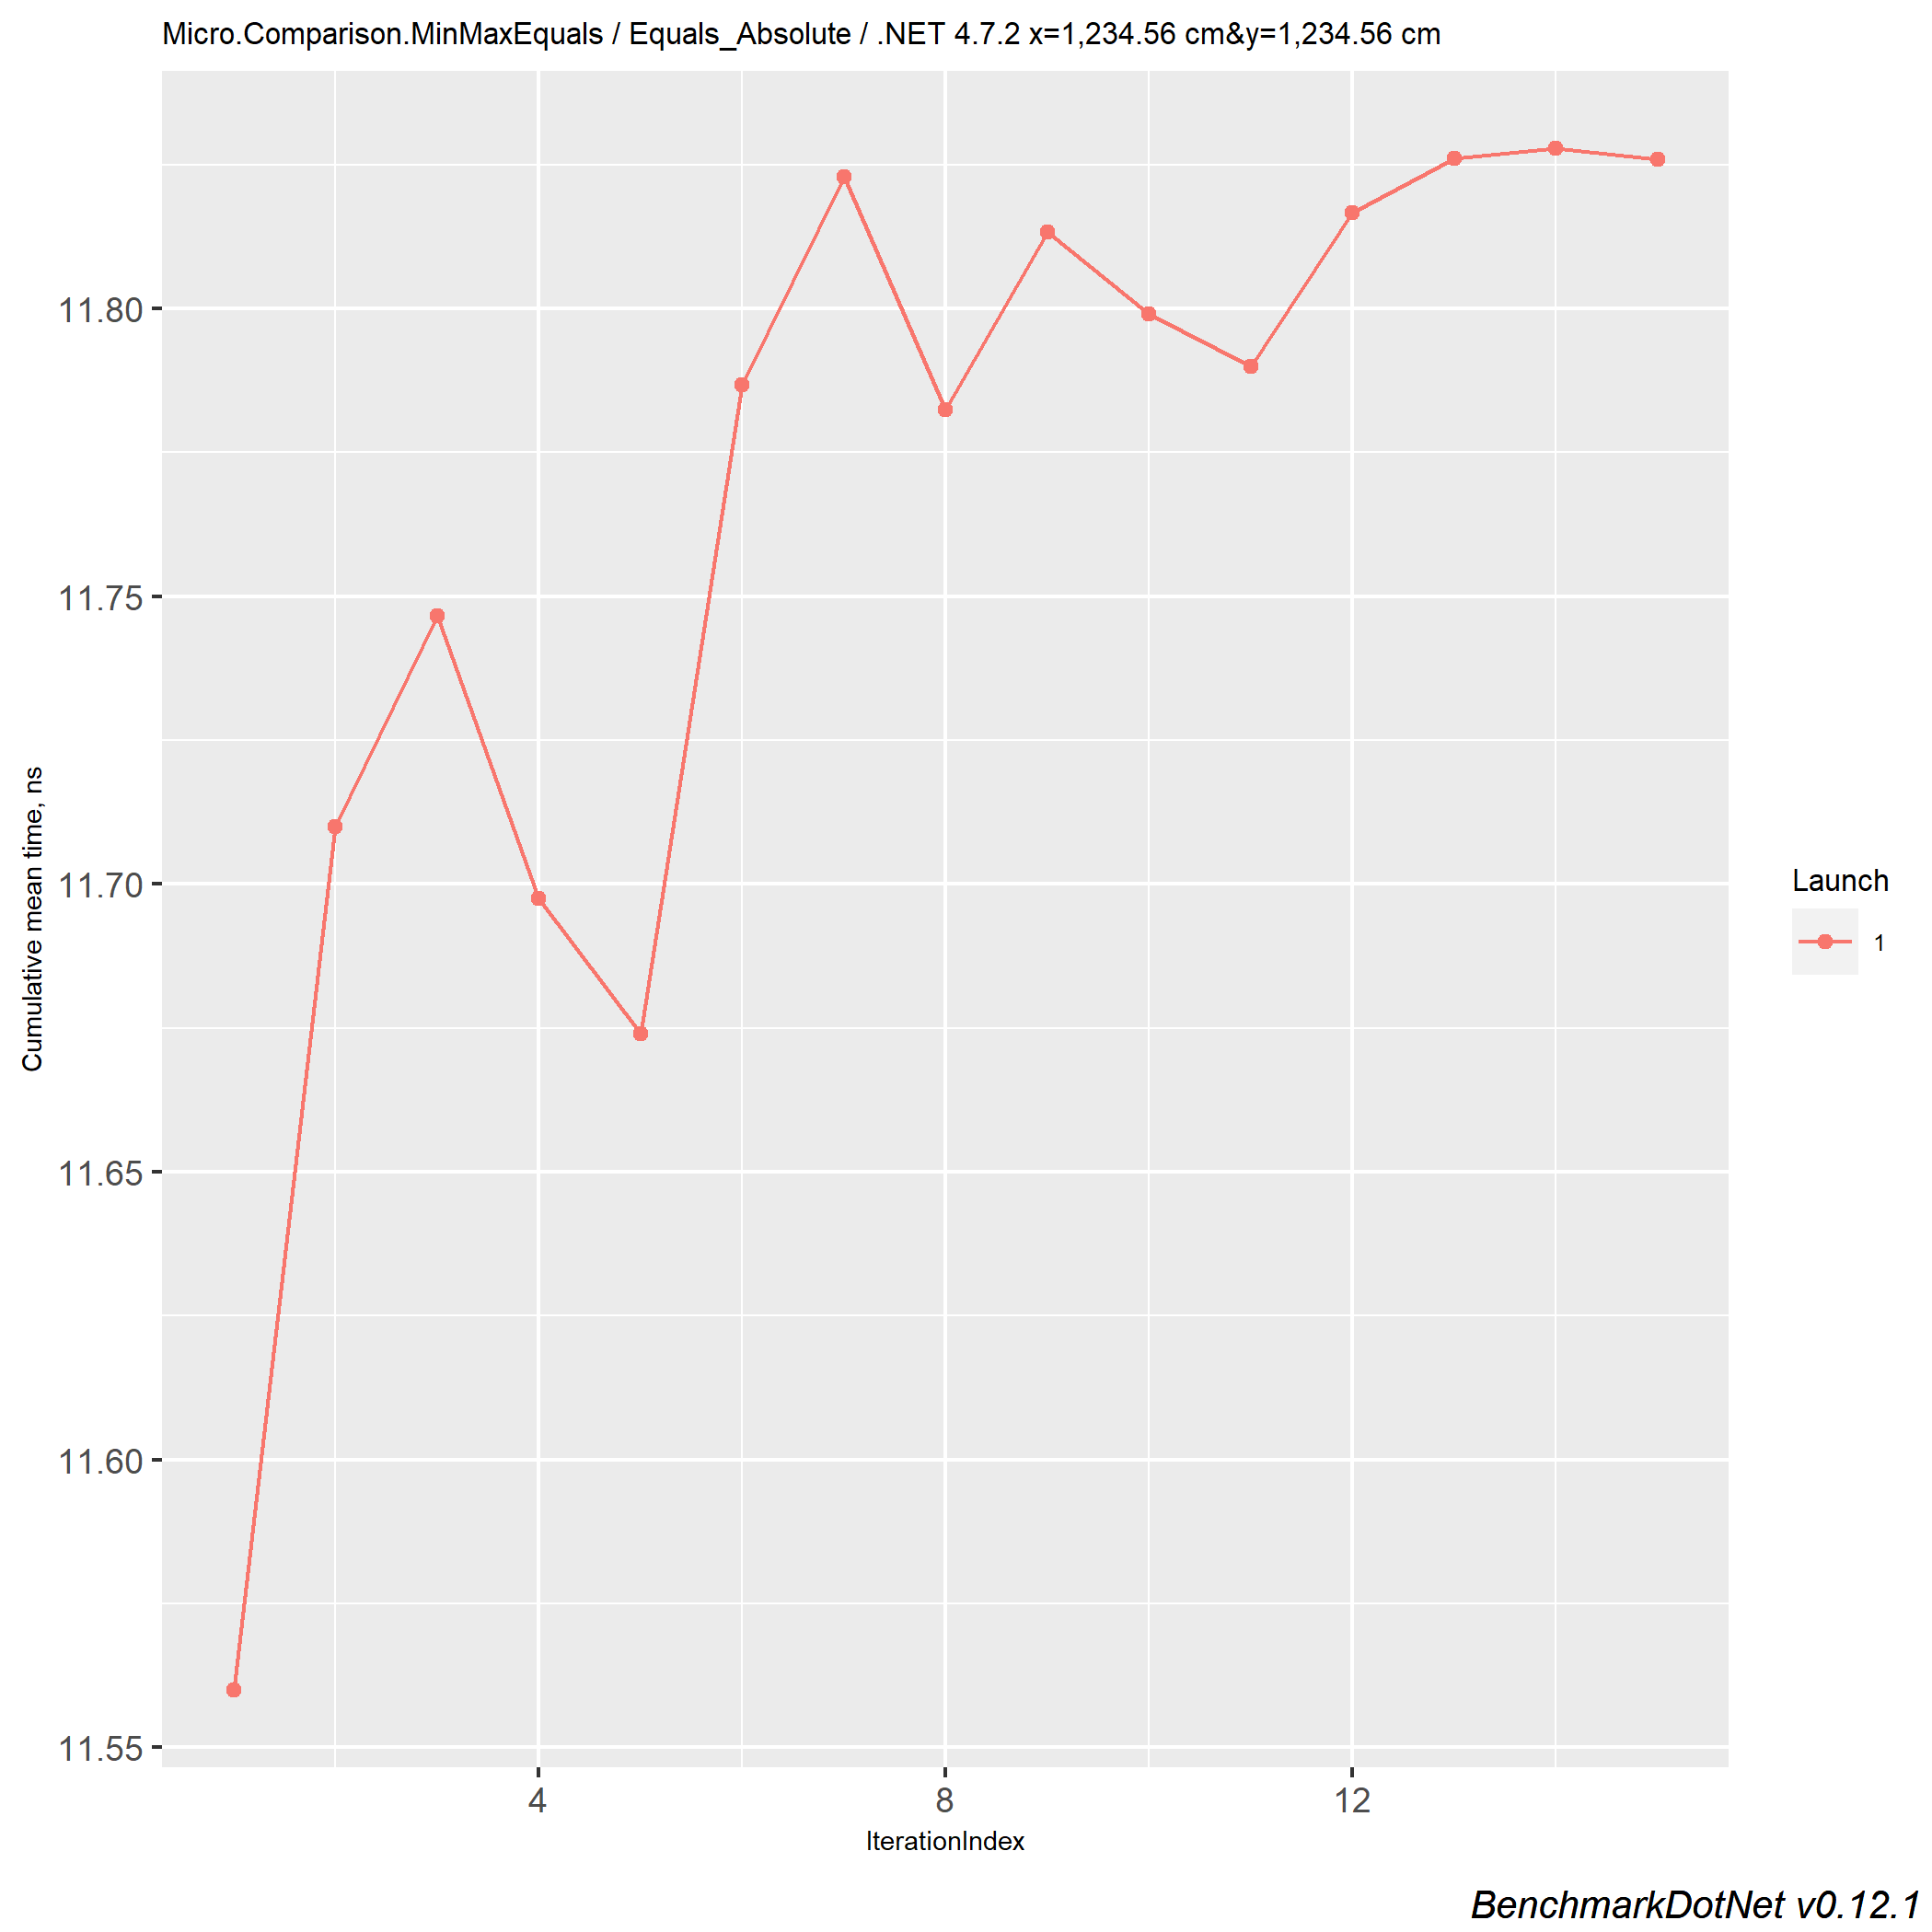 Micro.Comparison.MinMaxEquals / Equals_Absolute / .NET 4.7.2 x=1,234.56 cm&y=1,234.56 cm
Cumulative mean time, ns
11.80
11.75
11.70
11.65
11.60
11.55
4
8
12
IterationIndex
Launch
1
BenchmarkDotNet v0.12.1